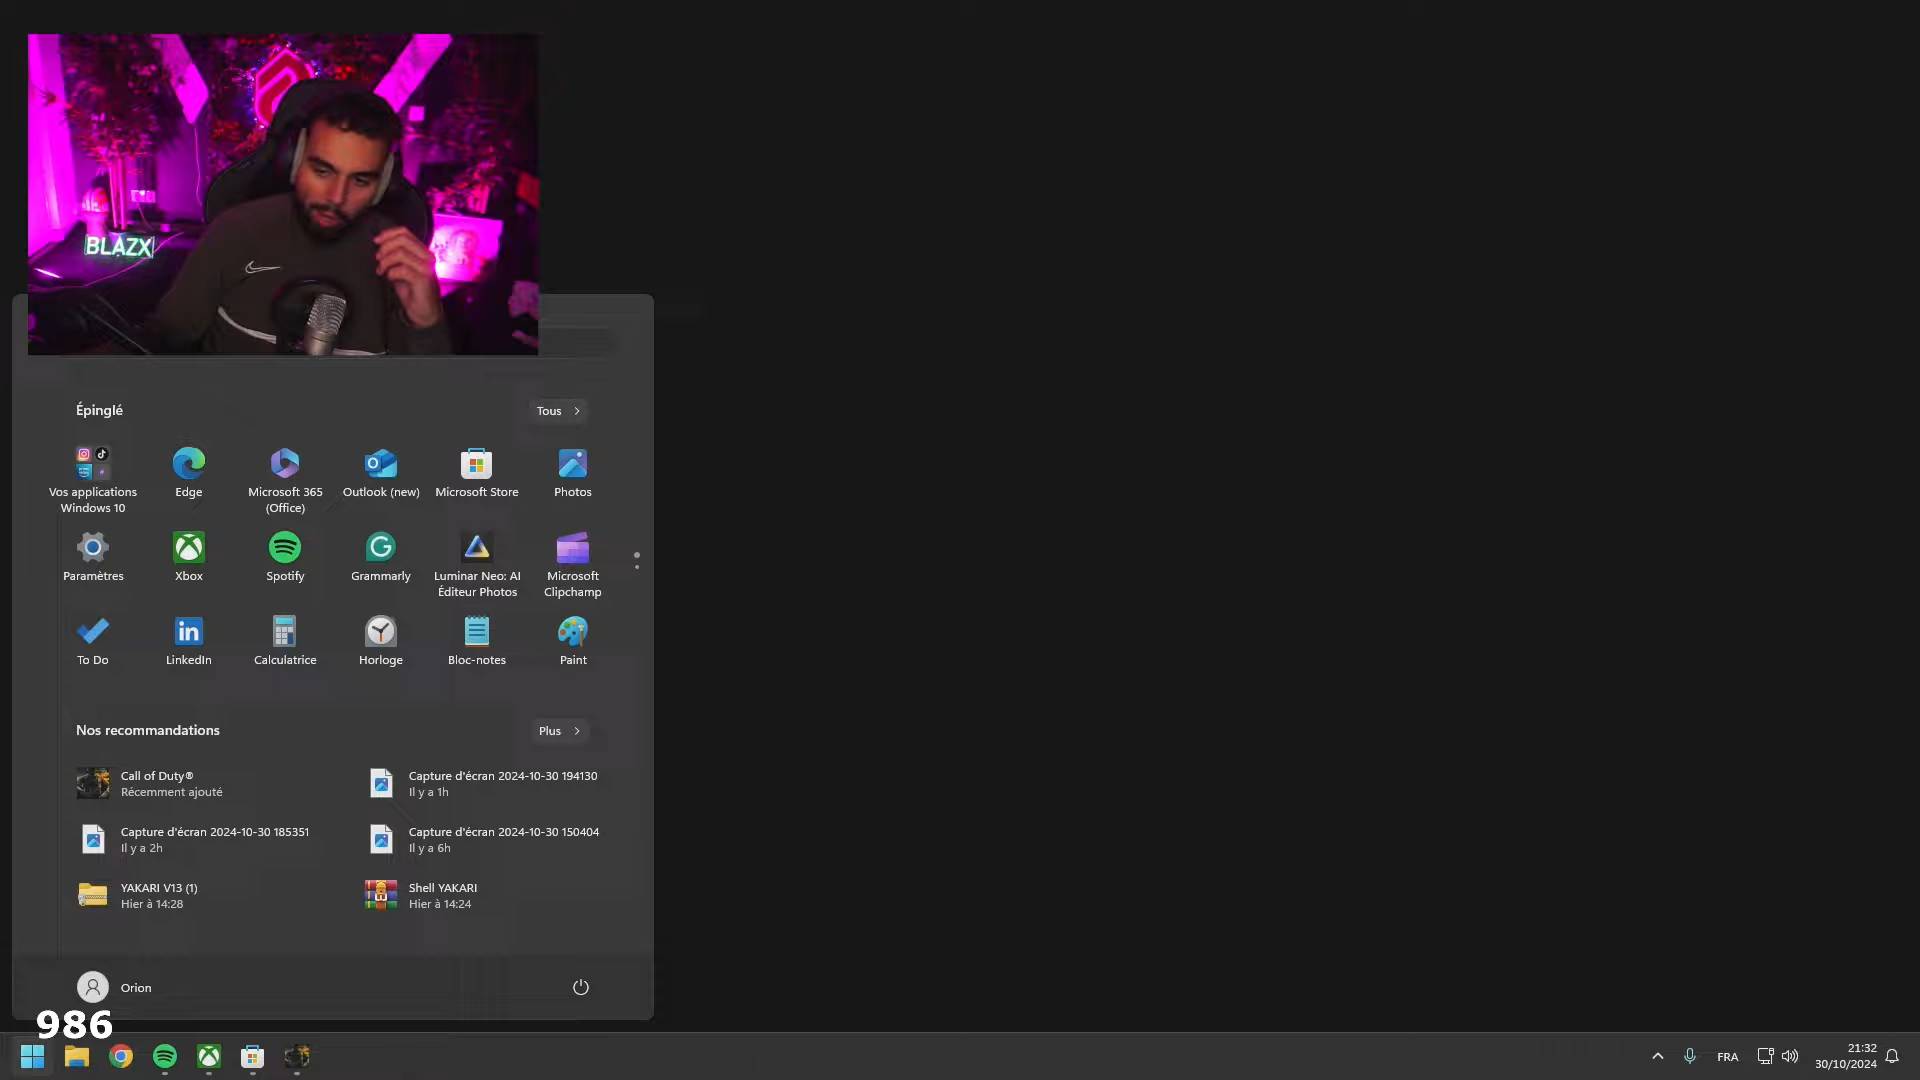 BLAZX
Épinglé
Tous
Vos applications
Windows 10
Edge
Microsoft 365
(Office)
Outlook (new)
Microsoft Store
Photos
Paramètres
Xbox
Spotify
Grammarly
Luminar Neo: AI
Éditeur Photos
Microsoft
Clipchamp
To Do
LinkedIn
Calculatrice
Horloge
Bloc-notes
Paint
Nos recommandations
Plus
Call of Duty®
Récemment ajouté
Capture d'écran 2024-10-30 194130
Il y a 1h
Capture d'écran 2024-10-30 185351
Il y a 2h
Capture d'écran 2024-10-30 150404
Il y a 6h
YAKARI V13 (1)
Hier à 14:28
Shell YAKARI
Hier à 14:24
Orion
986
FRA
21:32
30/10/2024